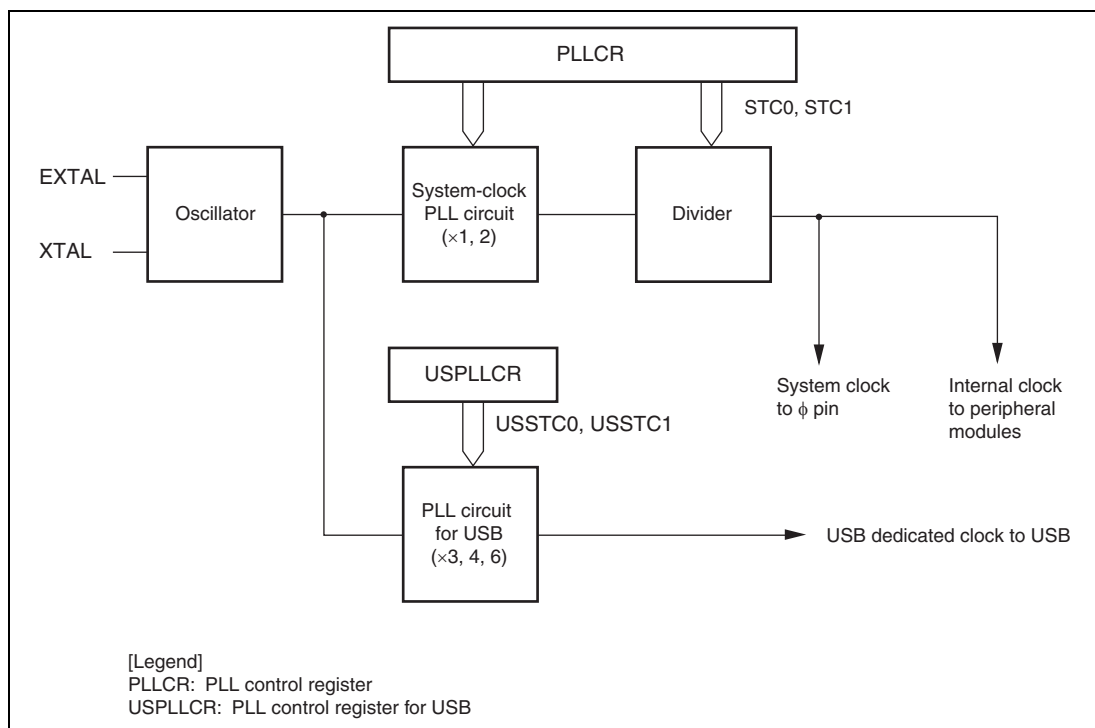 PLLCR
STC0, STC1
EXTAL
XTAL
Oscillator
System-clock
PLL circuit
(×1, 2)
Divider
USPLLCR
USSTC0, USSTC1
System clock
to ϕ pin
Internal clock
to peripheral
modules
PLL circuit
for USB
(×3, 4, 6)
USB dedicated clock to USB
[Legend]
PLLCR: PLL control register
USPLLCR: PLL control register for USB